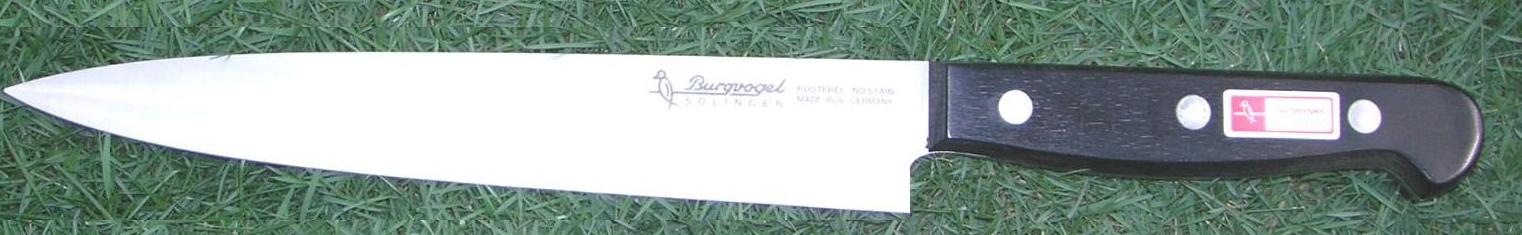 Burgvogel
SOLINGEN
ROSTFREI NO STAIN
MADE IN W. GERMANY